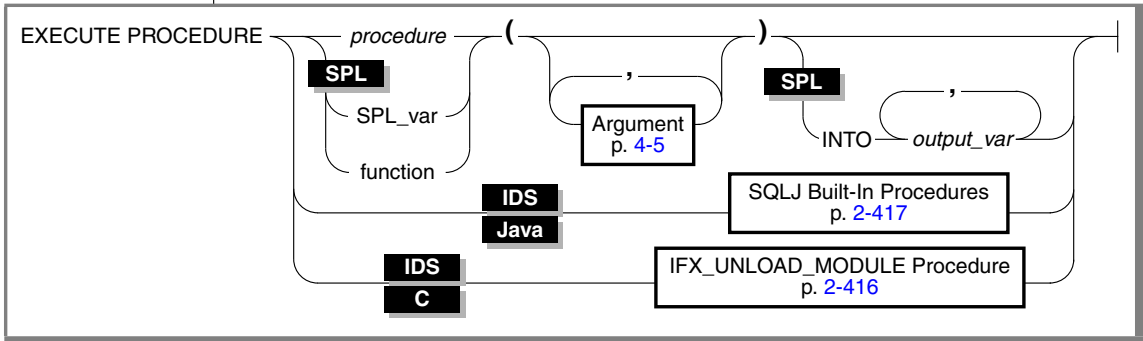 EXECUTE PROCEDURE procedure ( , ) ,
SPL SPL
SPL_var Argument INTO output_var
p. 4-5
function
IDS SQLJ Built-In Procedures
Java p. 2-417
IDS IFX_UNLOAD_MODULE Procedure
C p. 2-416